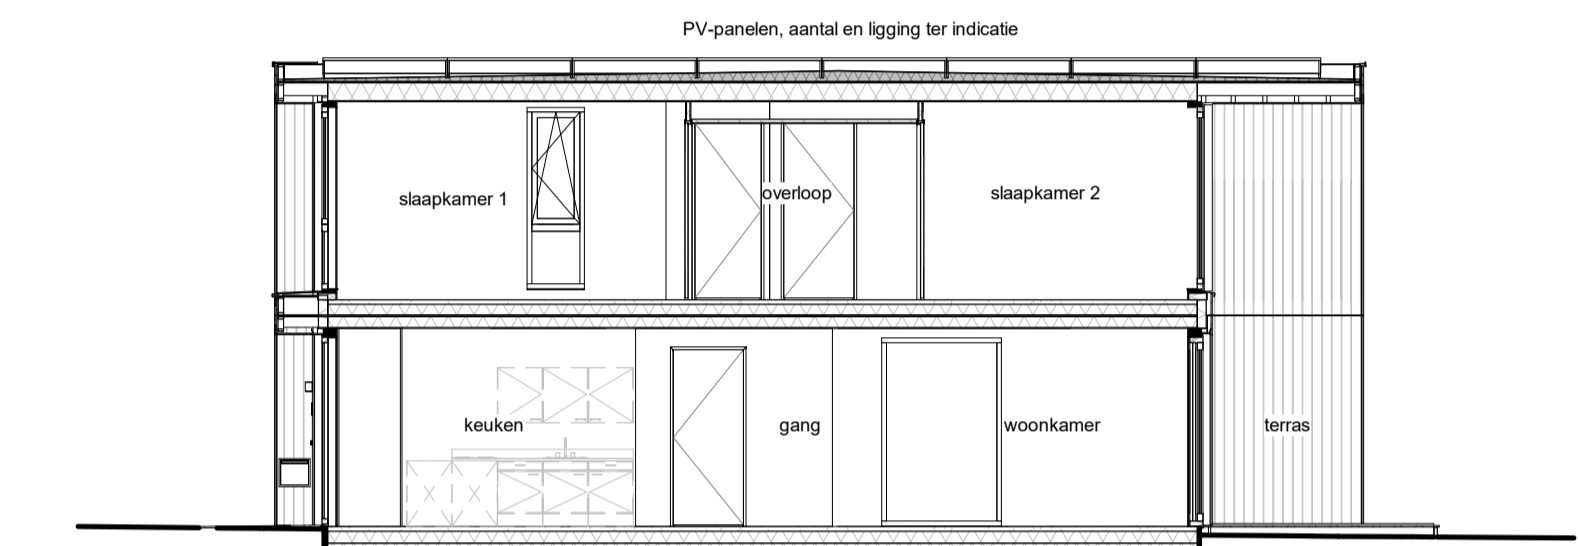 PV-panelen, aantal en ligging ter indicatie
slaapkamer 1
overloop
slaapkamer 2
keuken
gang
woonkamer
terras